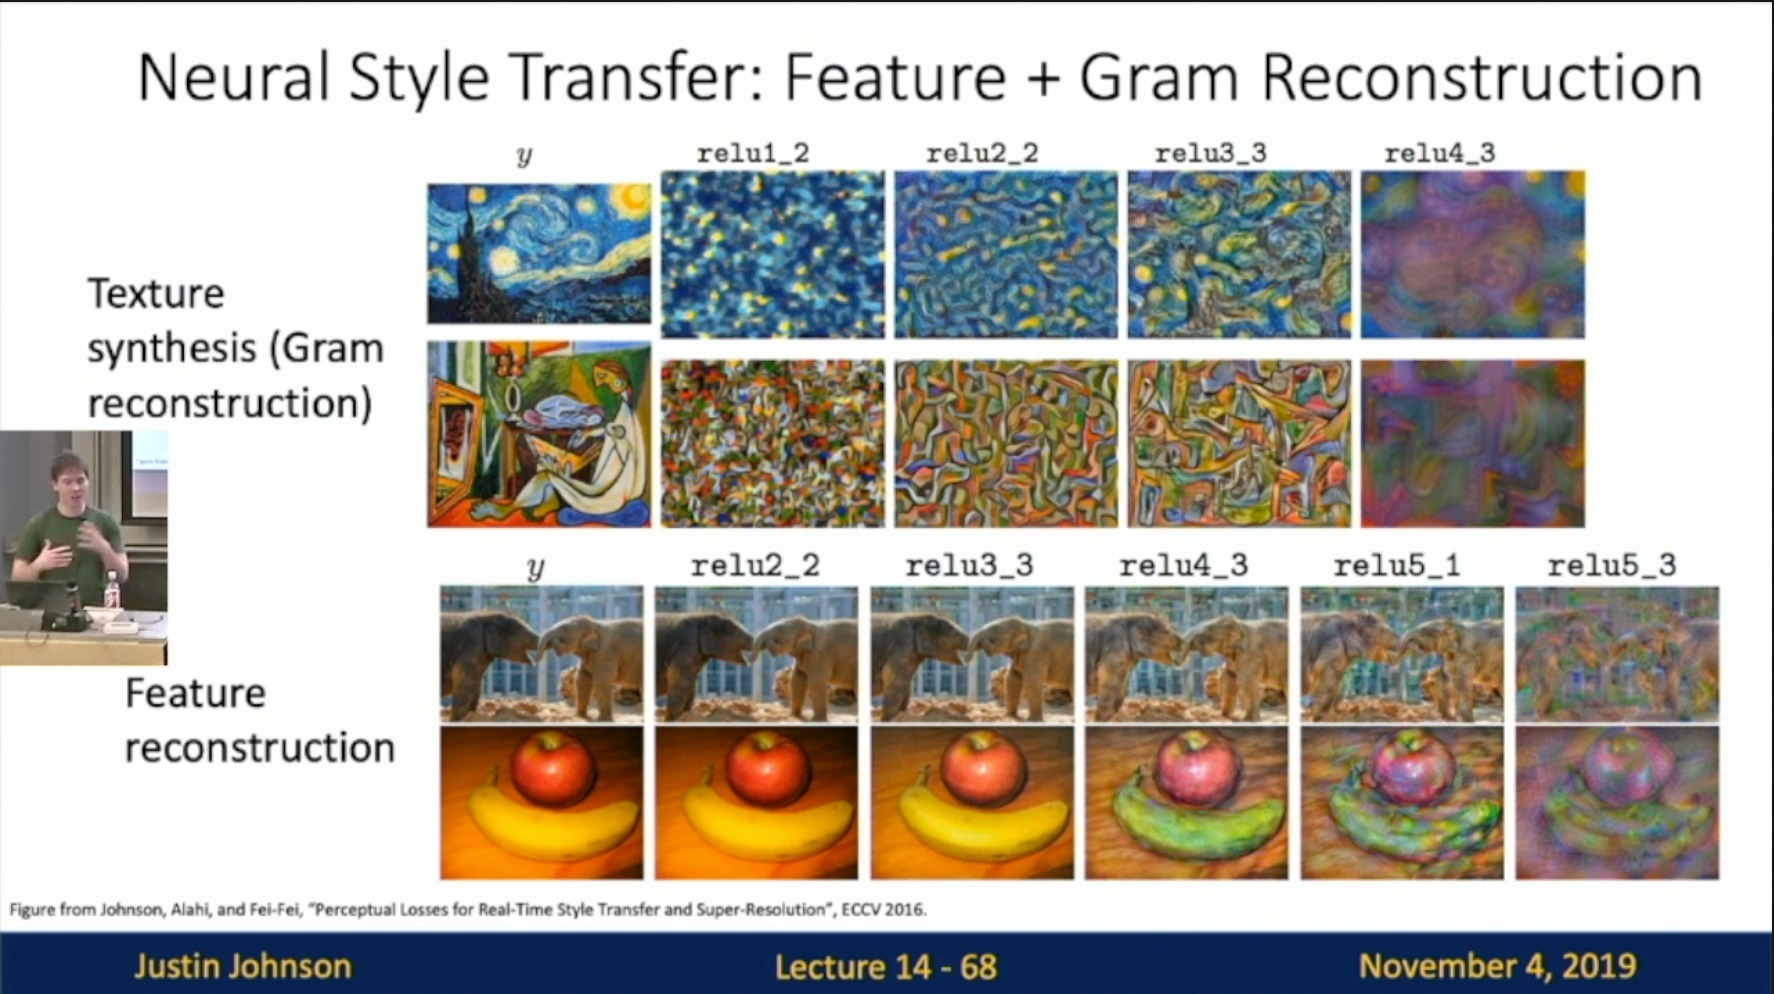 Neural Style Transfer: Feature + Gram Reconstruction
y relu1_2 relu2_2 relu3_3 relu4_3
Texture
synthesis (Gram
reconstruction)
y relu2_2 relu3_3 relu4_3 relu5_1 relu5_3
Feature
reconstruction
Figure from Johnson, Alahi, and Fei-Fei, “Perceptual Losses for Real-Time Style Transfer and Super-Resolution”, ECCV 2016.
Justin Johnson
Lecture 14 - 68
November 4, 2019